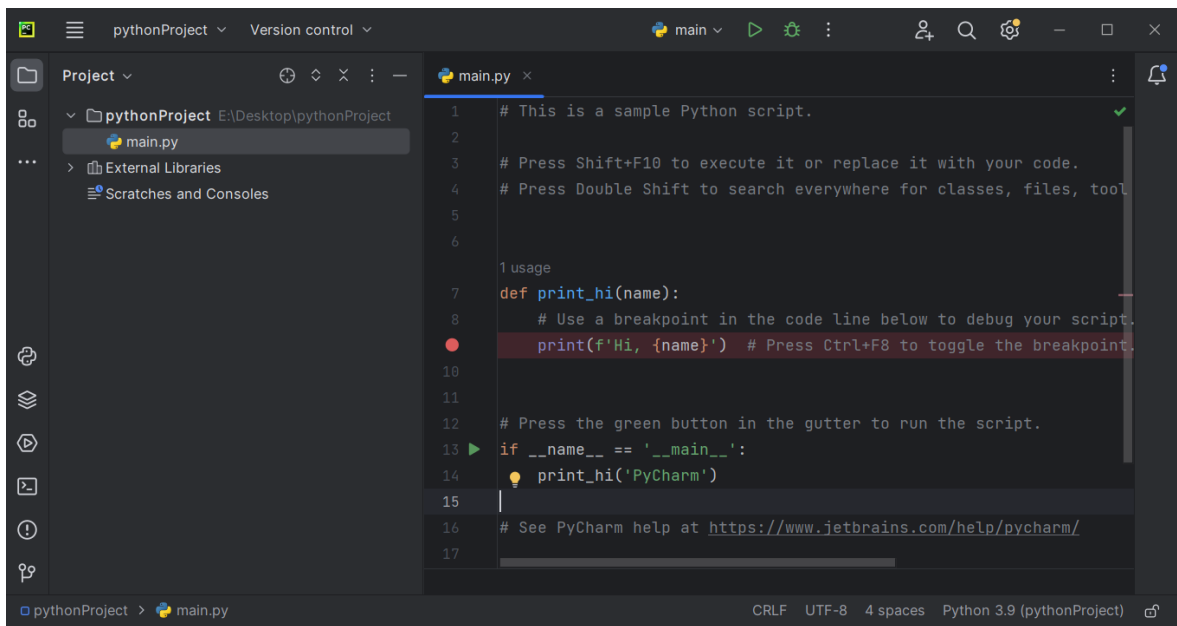 PC
pythonProject Version control main
Project
main.py
pythonProject E:\Desktop\pythonProject
main.py
External Libraries
Scratches and Consoles
1 # This is a sample Python script.
2
3 # Press Shift+F10 to execute it or replace it with your code.
4 # Press Double Shift to search everywhere for classes, files, tool
5
6
1 usage
7 def print_hi(name):
8 # Use a breakpoint in the code line below to debug your script.
print(f'Hi, {name}') # Press Ctrl+F8 to toggle the breakpoint.
10
11
12 # Press the green button in the gutter to run the script.
13 if __name__ == '__main__':
14 print_hi('PyCharm')
15
16 # See PyCharm help at https://www.jetbrains.com/help/pycharm/
17
pythonProject > main.py CRLF UTF-8 4 spaces Python 3.9 (pythonProject)